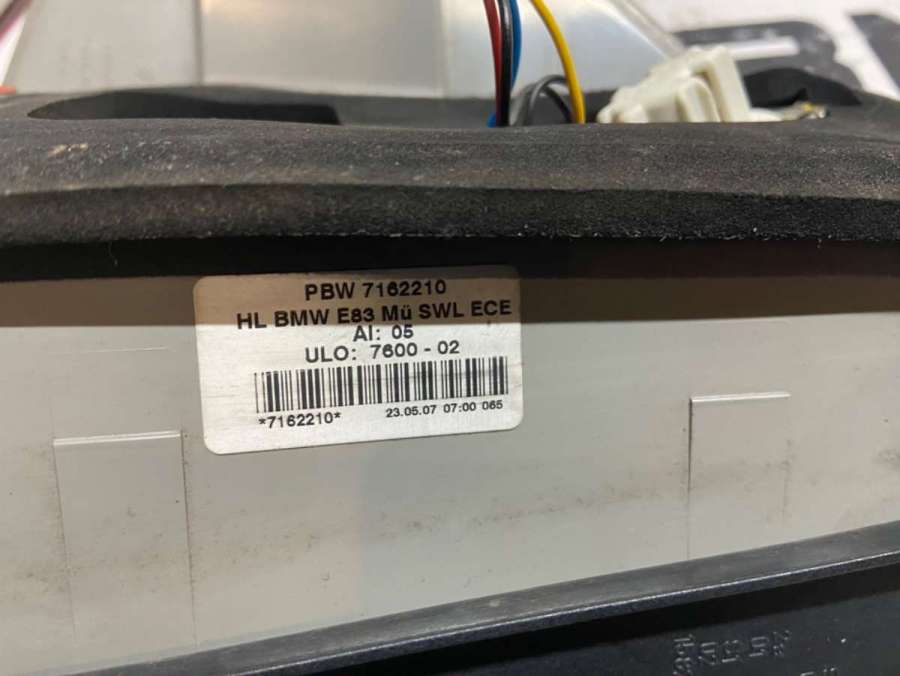 PBW 7162210
HL BMW E83 Mü SWL ECE
AI: 05
ULO: 7600 - 02
*7162210* 23.05.07 07:00 065